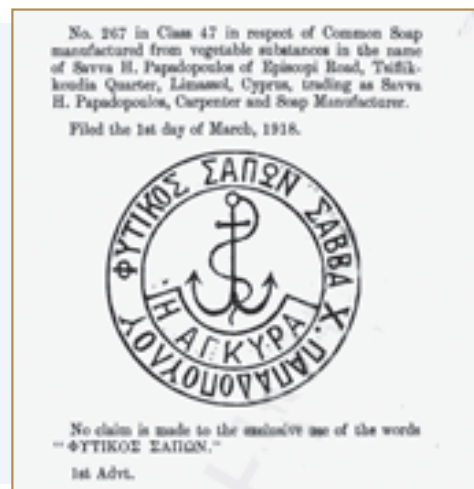 No. 267 in Class 47 in respect of Common Soap
manufactured from vegetable substances in the name
of Savva H. Papadopoulos of Episcopi Road, Tsiflik-
koudia Quarter, Limassol, Cyprus, trading as Savva
H. Papadopoulos, Carpenter and Soap Manufacturer.
Filed the 1st day of March, 1918.
ΦΥΤΙΚΟΣ ΣΑΠΩΝ ΣΑΒΒΑ Χ. ΠΑΠΑΔΟΠΟΥΛΟΥ
Η ΑΓΚΥΡΑ
No claim is made to the exclusive use of the words
"ΦΥΤΙΚΟΣ ΣΑΠΩΝ."
1st Advt.